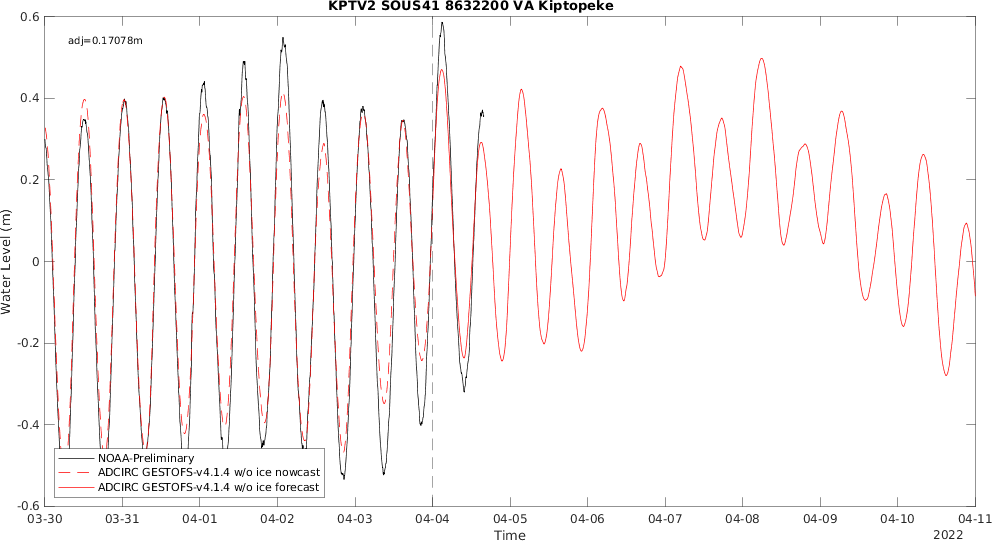 KPTV2 SOUS41 8632200 VA Kiptopeke
adj=0.17078m
0.6
0.4
0.2
0
-0.2
-0.4
-0.6
Water Level (m)
NOAA-Preliminary
ADCIRC GESTOFS-v4.1.4 w/o ice nowcast
ADCIRC GESTOFS-v4.1.4 w/o ice forecast
03-30 03-31 04-01 04-02 04-03 04-04 04-05 04-06 04-07 04-08 04-09 04-10 04-11
Time
2022